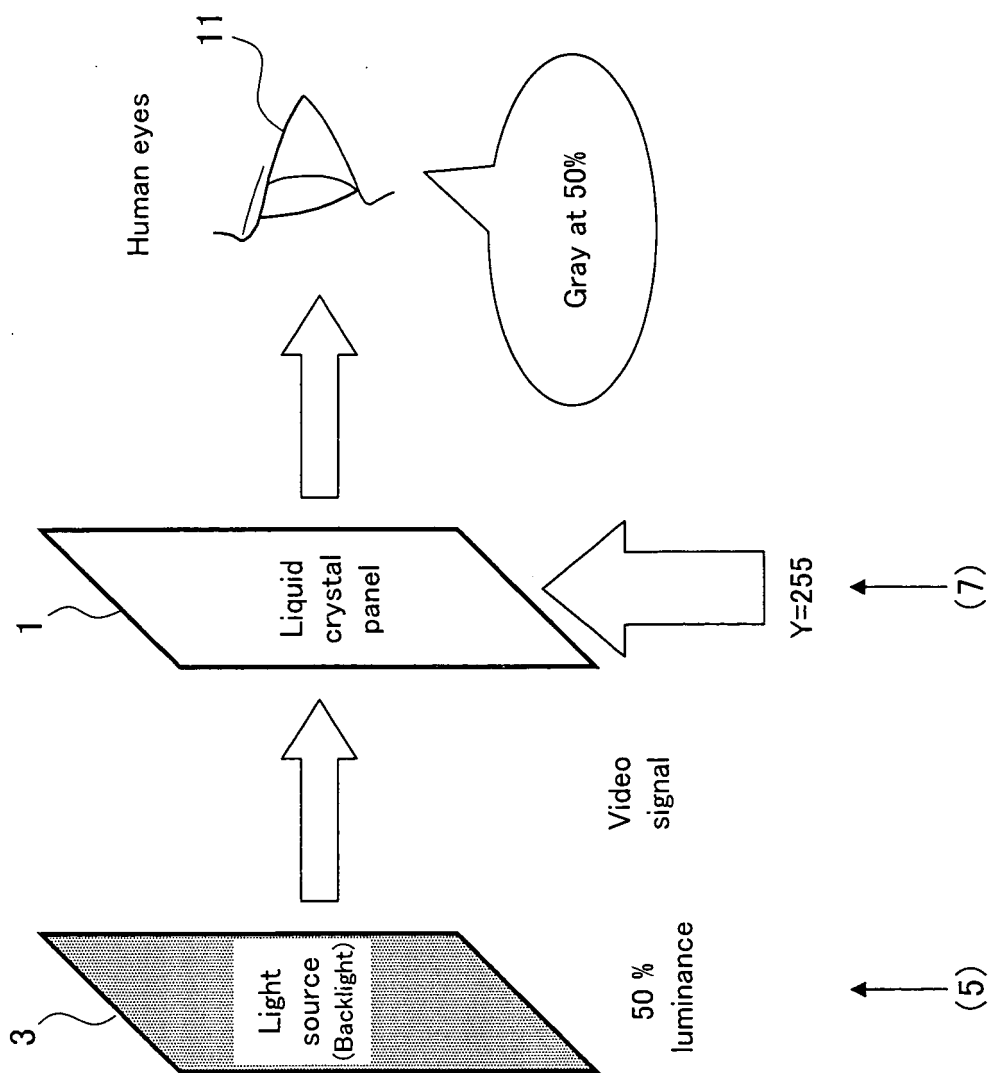 Human eyes
11
Gray at 50%
1
Liquid
crystal
panel
Y=255
(7)
Video
signal
3
Light
source
(Backlight)
50 %
luminance
(5)